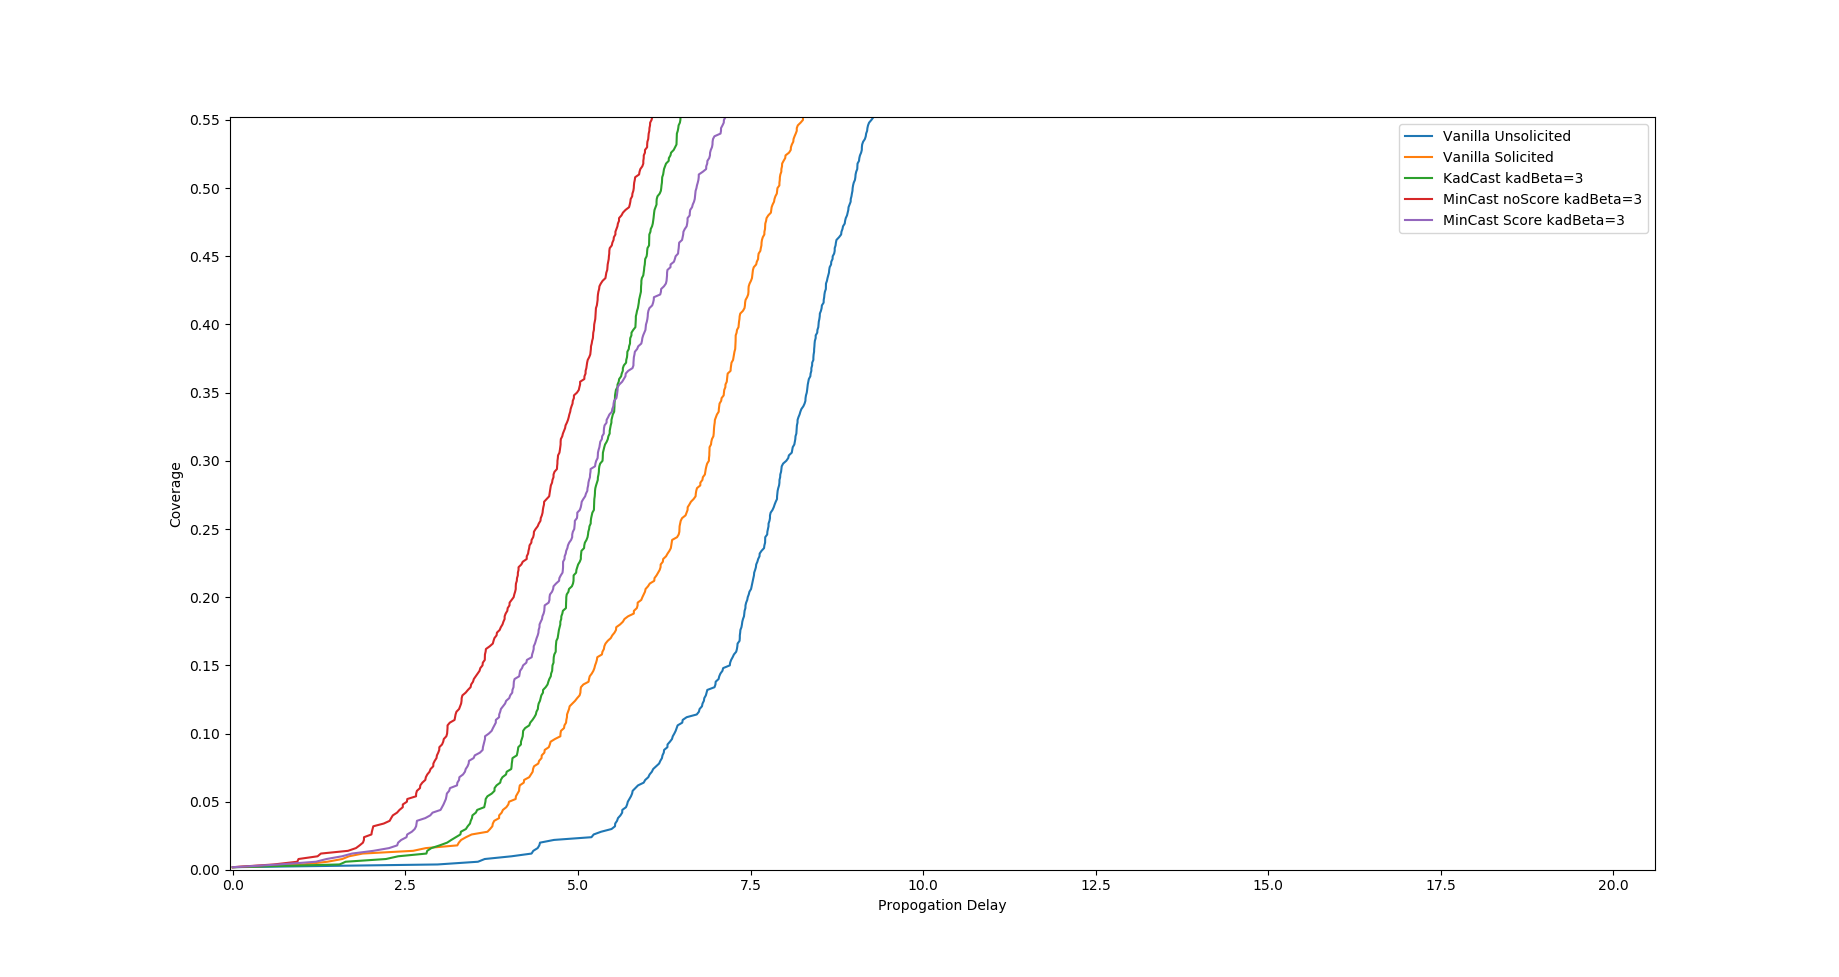 0.55
0.50
0.45
0.40
0.35
0.30
0.25
0.20
0.15
0.10
0.05
0.00
Coverage
0.0 2.5 5.0 7.5 10.0 12.5 15.0 17.5 20.0
Propogation Delay
Vanilla Unsolicited
Vanilla Solicited
KadCast kadBeta=3
MinCast noScore kadBeta=3
MinCast Score kadBeta=3